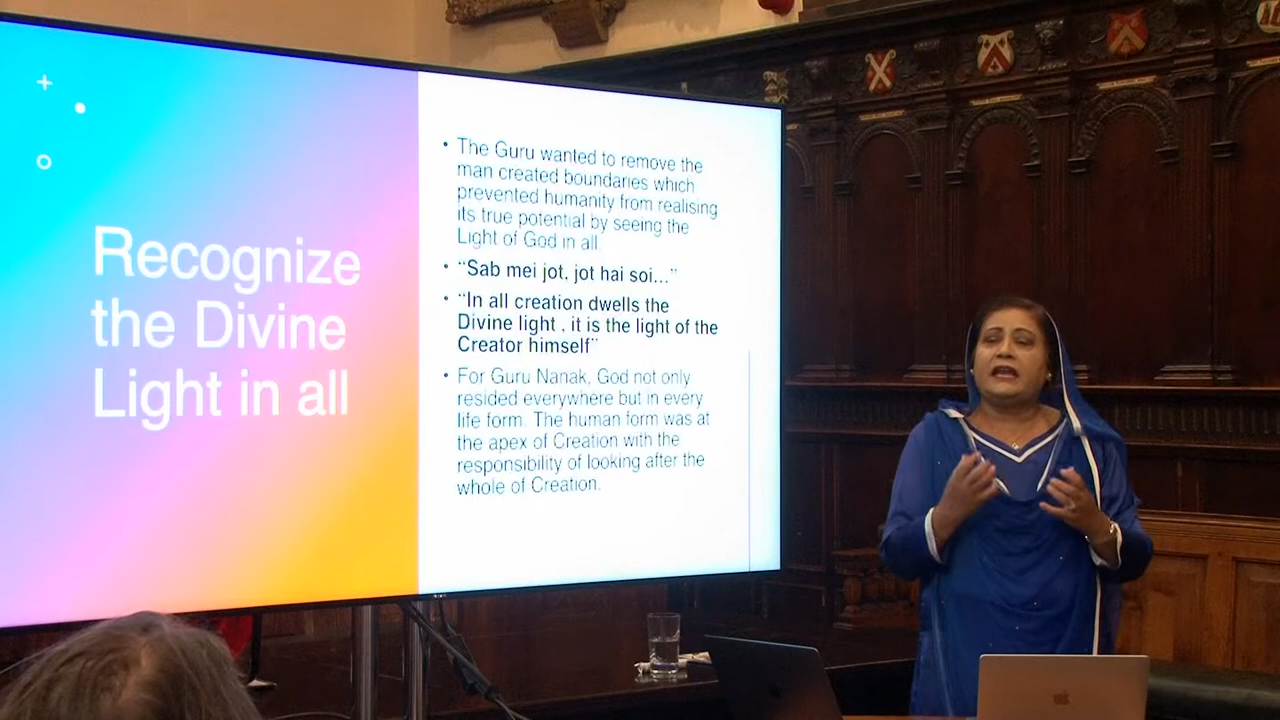 Recognize
the Divine
Light in all
• The Guru wanted to remove the
man created boundaries which
prevented humanity from realising
its true potential by seeing the
Light of God in all.
• “Sab mei jot, jot hai soi...”
• “In all creation dwells the
Divine light , it is the light of the
Creator himself”
• For Guru Nanak, God not only
resided everywhere but in every
life form. The human form was at
the apex of Creation with the
responsibility of looking after the
whole of Creation.